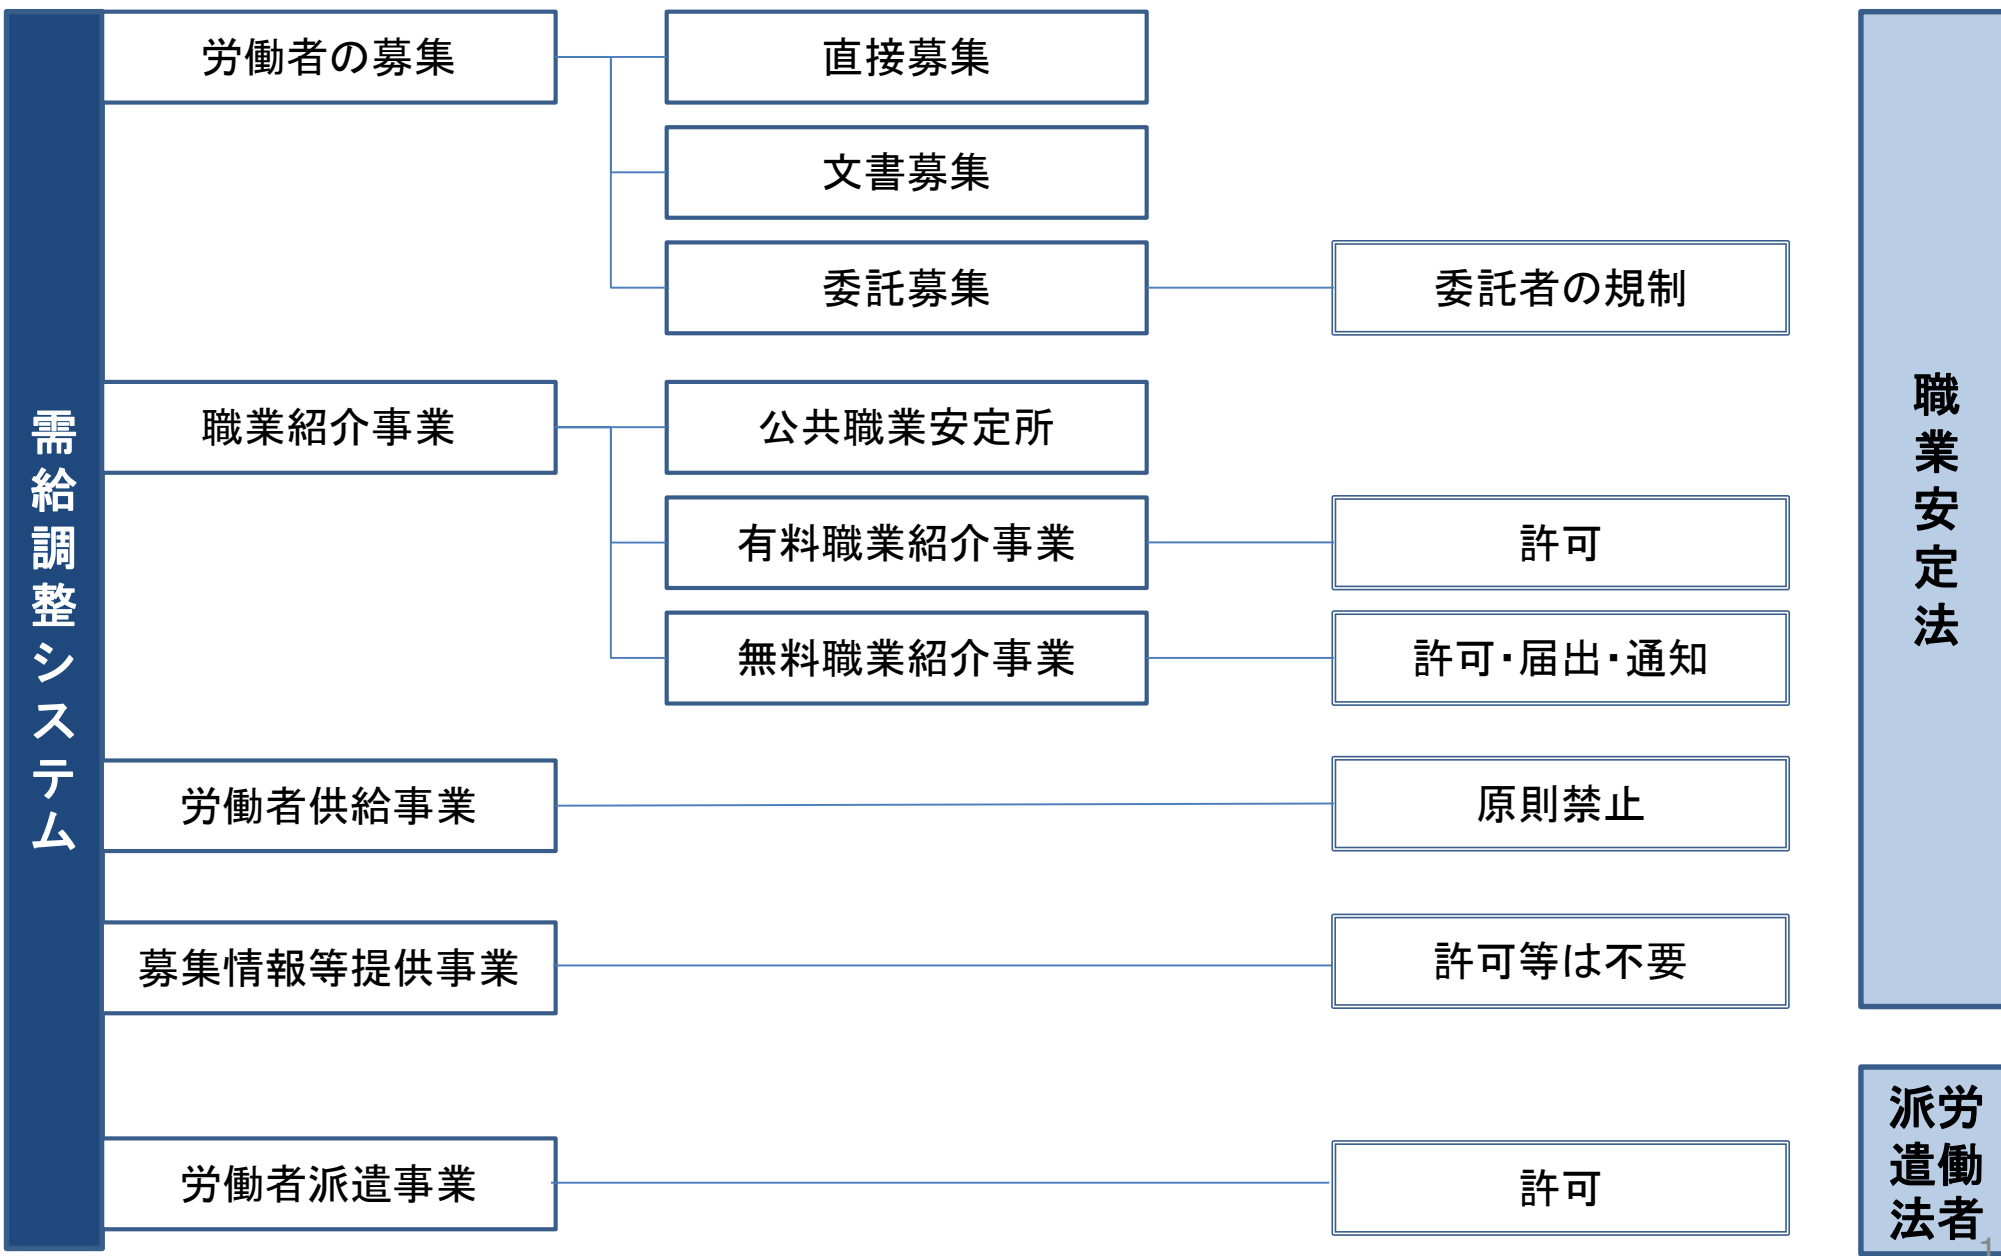 需給調整システム
労働者の募集
直接募集
文書募集
委託募集
委託者の規制
職業紹介事業
公共職業安定所
有料職業紹介事業
許可
無料職業紹介事業
許可・届出・通知
労働者供給事業
原則禁止
募集情報等提供事業
許可等は不要
労働者派遣事業
許可
職業安定法
労働者
派遣法
1